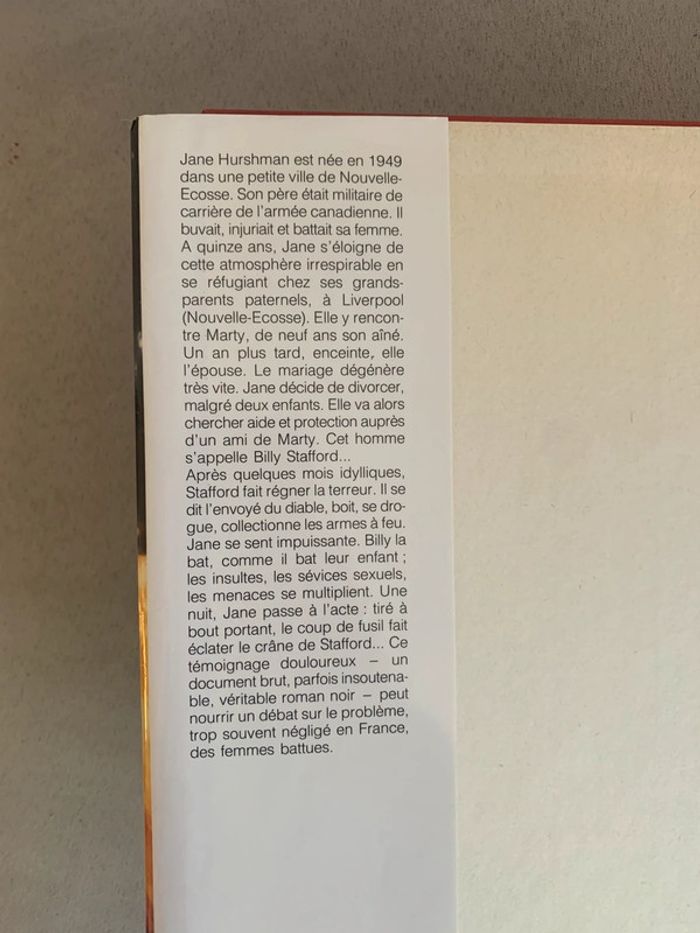 Jane Hurshman est née en 1949
dans une petite ville de Nouvelle-
Ecosse. Son père était militaire de
carrière de l'armée canadienne. Il
buvait, injuriait et battait sa femme.
A quinze ans, Jane s'éloigne de
cette atmosphère irrespirable en
se réfugiant chez ses grands-
parents paternels, à Liverpool
(Nouvelle-Ecosse). Elle y rencon-
tre Marty, de neuf ans son aîné.
Un an plus tard, enceinte, elle
l'épouse. Le mariage dégénère
très vite. Jane décide de divorcer,
malgré deux enfants. Elle va alors
chercher aide et protection auprès
d'un ami de Marty. Cet homme
s'appelle Billy Stafford...
Après quelques mois idylliques,
Stafford fait régner la terreur. Il se
dit l'envoyé du diable, boit, se dro-
gue, collectionne les armes à feu.
Jane se sent impuissante. Billy la
bat, comme il bat leur enfant ;
les insultes, les sévices sexuels,
les menaces se multiplient. Une
nuit, Jane passe à l'acte : tiré à
bout portant, le coup de fusil fait
éclater le crâne de Stafford... Ce
témoignage douloureux – un
document brut, parfois insoutena-
ble, véritable roman noir – peut
nourrir un débat sur le problème,
trop souvent négligé en France,
des femmes battues.